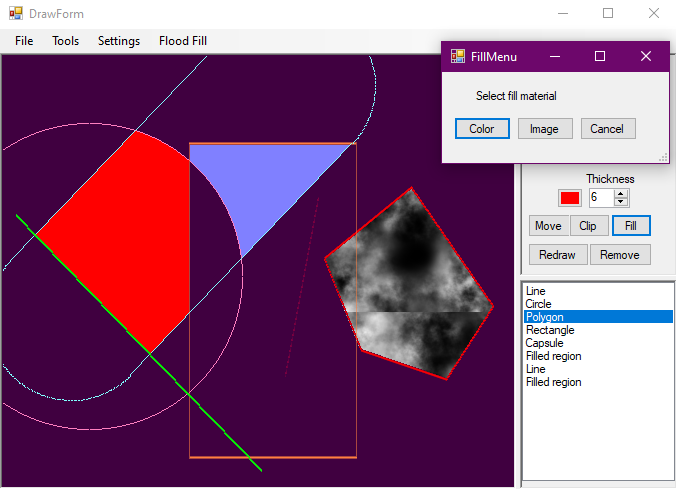 DrawForm
File Tools Settings Flood Fill
FillMenu
Select fill material
Color Image Cancel
Thickness
6
Move Clip Fill
Redraw Remove
Line
Circle
Polygon
Rectangle
Capsule
Filled region
Line
Filled region